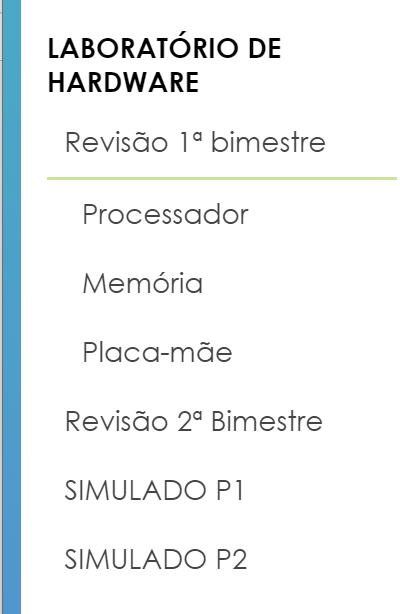 LABORATÓRIO DE
HARDWARE
Revisão 1ª bimestre
Processador
Memória
Placa-mãe
Revisão 2ª Bimestre
SIMULADO P1
SIMULADO P2